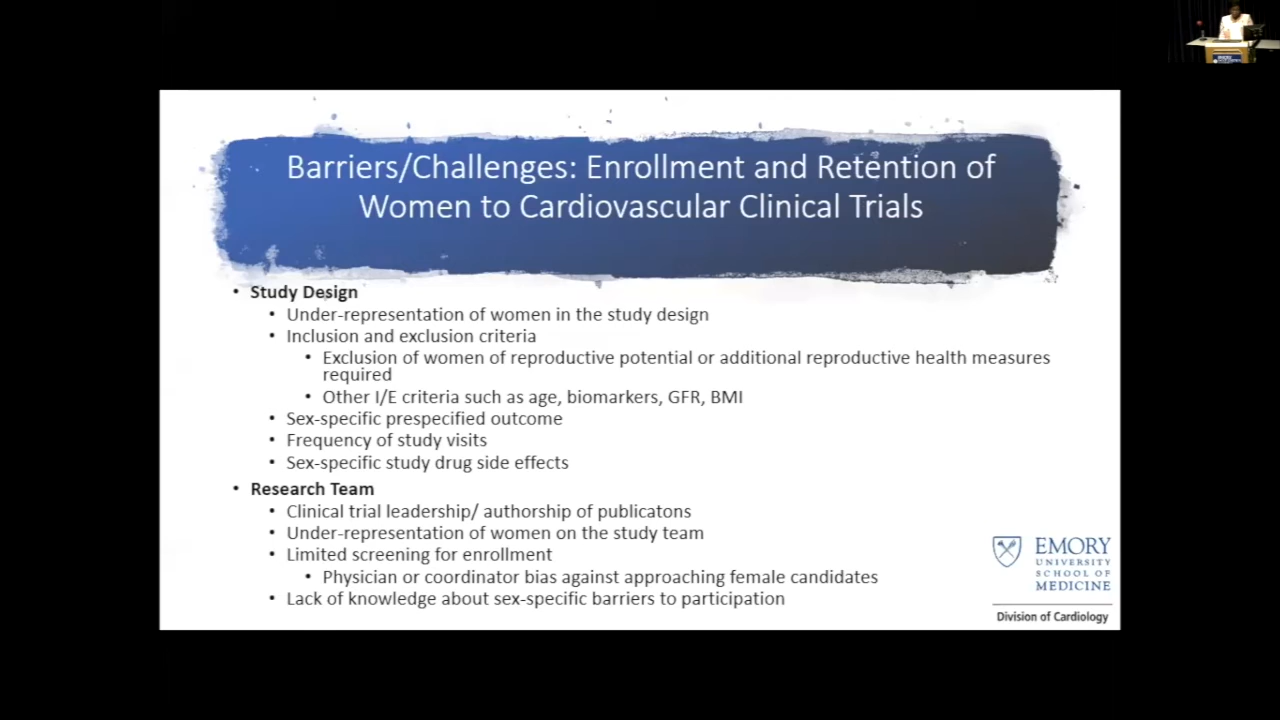 Barriers/Challenges: Enrollment and Retention of
Women to Cardiovascular Clinical Trials
• Study Design
• Under-representation of women in the study design
• Inclusion and exclusion criteria
• Exclusion of women of reproductive potential or additional reproductive health measures
required
• Other I/E criteria such as age, biomarkers, GFR, BMI
• Sex-specific prespecified outcome
• Frequency of study visits
• Sex-specific study drug side effects
• Research Team
• Clinical trial leadership/ authorship of publicatons
• Under-representation of women on the study team
• Limited screening for enrollment
• Physician or coordinator bias against approaching female candidates
• Lack of knowledge about sex-specific barriers to participation
EMORY
UNIVERSITY
SCHOOL OF
MEDICINE
Division of Cardiology